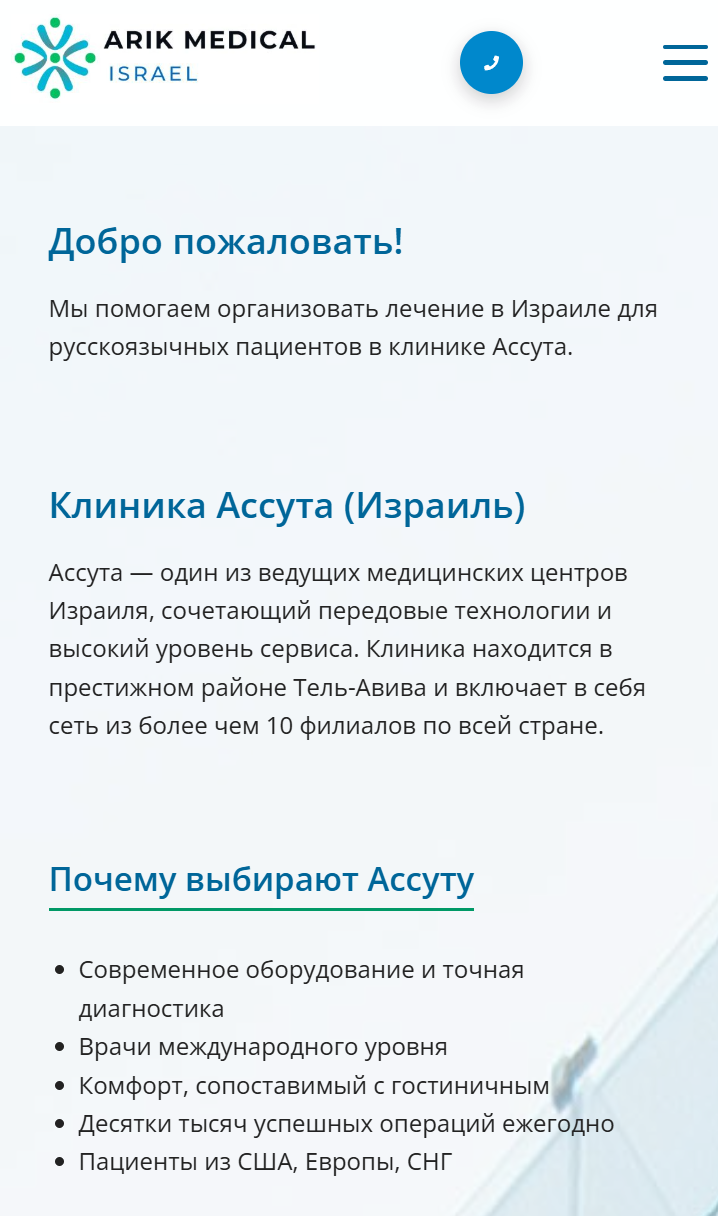 ARIK MEDICAL
ISRAEL
Добро пожаловать!
Мы помогаем организовать лечение в Израиле для
русскоязычных пациентов в клинике Ассута.
Клиника Ассута (Израиль)
Ассута — один из ведущих медицинских центров
Израиля, сочетающий передовые технологии и
высокий уровень сервиса. Клиника находится в
престижном районе Тель-Авива и включает в себя
сеть из более чем 10 филиалов по всей стране.
Почему выбирают Ассуту
Современное оборудование и точная
диагностика
Врачи международного уровня
Комфорт, сопоставимый с гостиничным
Десятки тысяч успешных операций ежегодно
Пациенты из США, Европы, СНГ